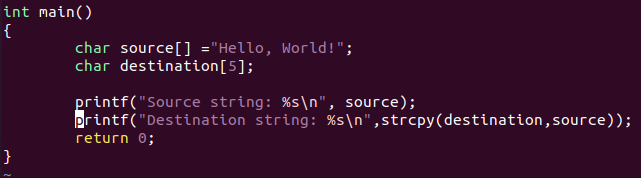 int main()
{
        char source[] ="Hello, World!";
        char destination[5];

        printf("Source string: %s\n", source);
        printf("Destination string: %s\n",strcpy(destination,source));
        return 0;
}
~